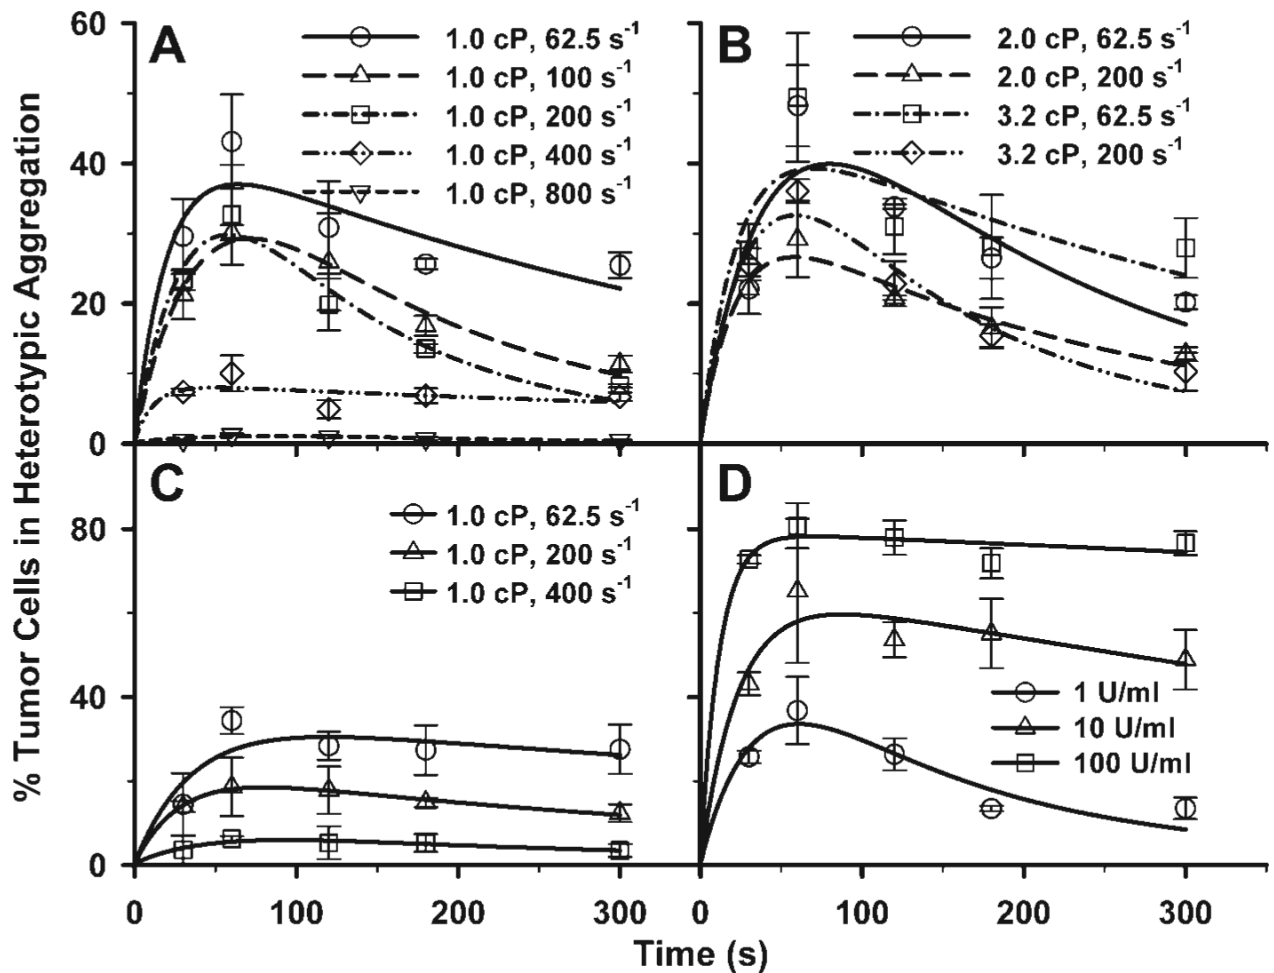 % Tumor Cells in Heterotypic Aggregation
A
1.0 cP, 62.5 s⁻¹
1.0 cP, 100 s⁻¹
1.0 cP, 200 s⁻¹
1.0 cP, 400 s⁻¹
1.0 cP, 800 s⁻¹
60
40
20
0
B
2.0 cP, 62.5 s⁻¹
2.0 cP, 200 s⁻¹
3.2 cP, 62.5 s⁻¹
3.2 cP, 200 s⁻¹
C
1.0 cP, 62.5 s⁻¹
1.0 cP, 200 s⁻¹
1.0 cP, 400 s⁻¹
80
40
0
0 100 200 300
D
1 U/ml
10 U/ml
100 U/ml
0 100 200 300
Time (s)